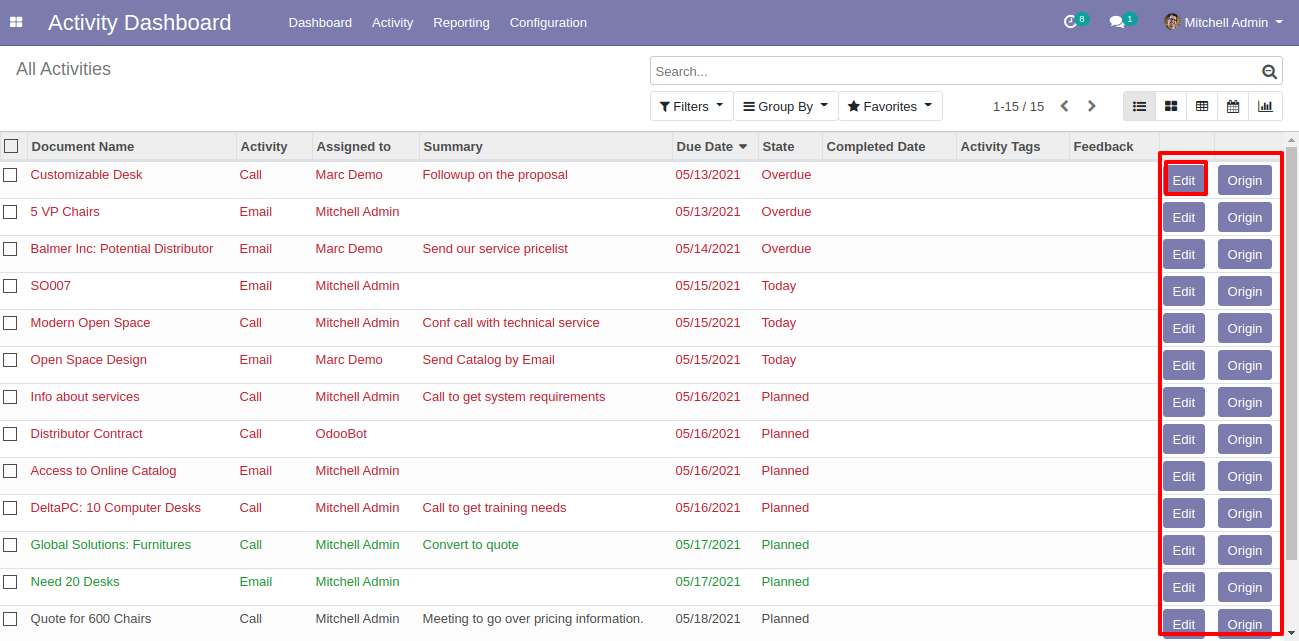 Activity Dashboard Dashboard Activity Reporting Configuration 8 1 Mitchell Admin
All Activities Search...
Filters Group By Favorites 1-15 / 15
Document Name Activity Assigned to Summary Due Date State Completed Date Activity Tags Feedback
Customizable Desk Call Marc Demo Followup on the proposal 05/13/2021 Overdue Edit Origin
5 VP Chairs Email Mitchell Admin 05/13/2021 Overdue Edit Origin
Balmer Inc: Potential Distributor Email Marc Demo Send our service pricelist 05/14/2021 Overdue Edit Origin
SO007 Email Mitchell Admin 05/15/2021 Today Edit Origin
Modern Open Space Call Mitchell Admin Conf call with technical service 05/15/2021 Today Edit Origin
Open Space Design Email Marc Demo Send Catalog by Email 05/15/2021 Today Edit Origin
Info about services Call Mitchell Admin Call to get system requirements 05/16/2021 Planned Edit Origin
Distributor Contract Call OdooBot 05/16/2021 Planned Edit Origin
Access to Online Catalog Email Mitchell Admin 05/16/2021 Planned Edit Origin
DeltaPC: 10 Computer Desks Call Mitchell Admin Call to get training needs 05/16/2021 Planned Edit Origin
Global Solutions: Furnitures Call Mitchell Admin Convert to quote 05/17/2021 Planned Edit Origin
Need 20 Desks Email Mitchell Admin 05/17/2021 Planned Edit Origin
Quote for 600 Chairs Call Mitchell Admin Meeting to go over pricing information. 05/18/2021 Planned Edit Origin